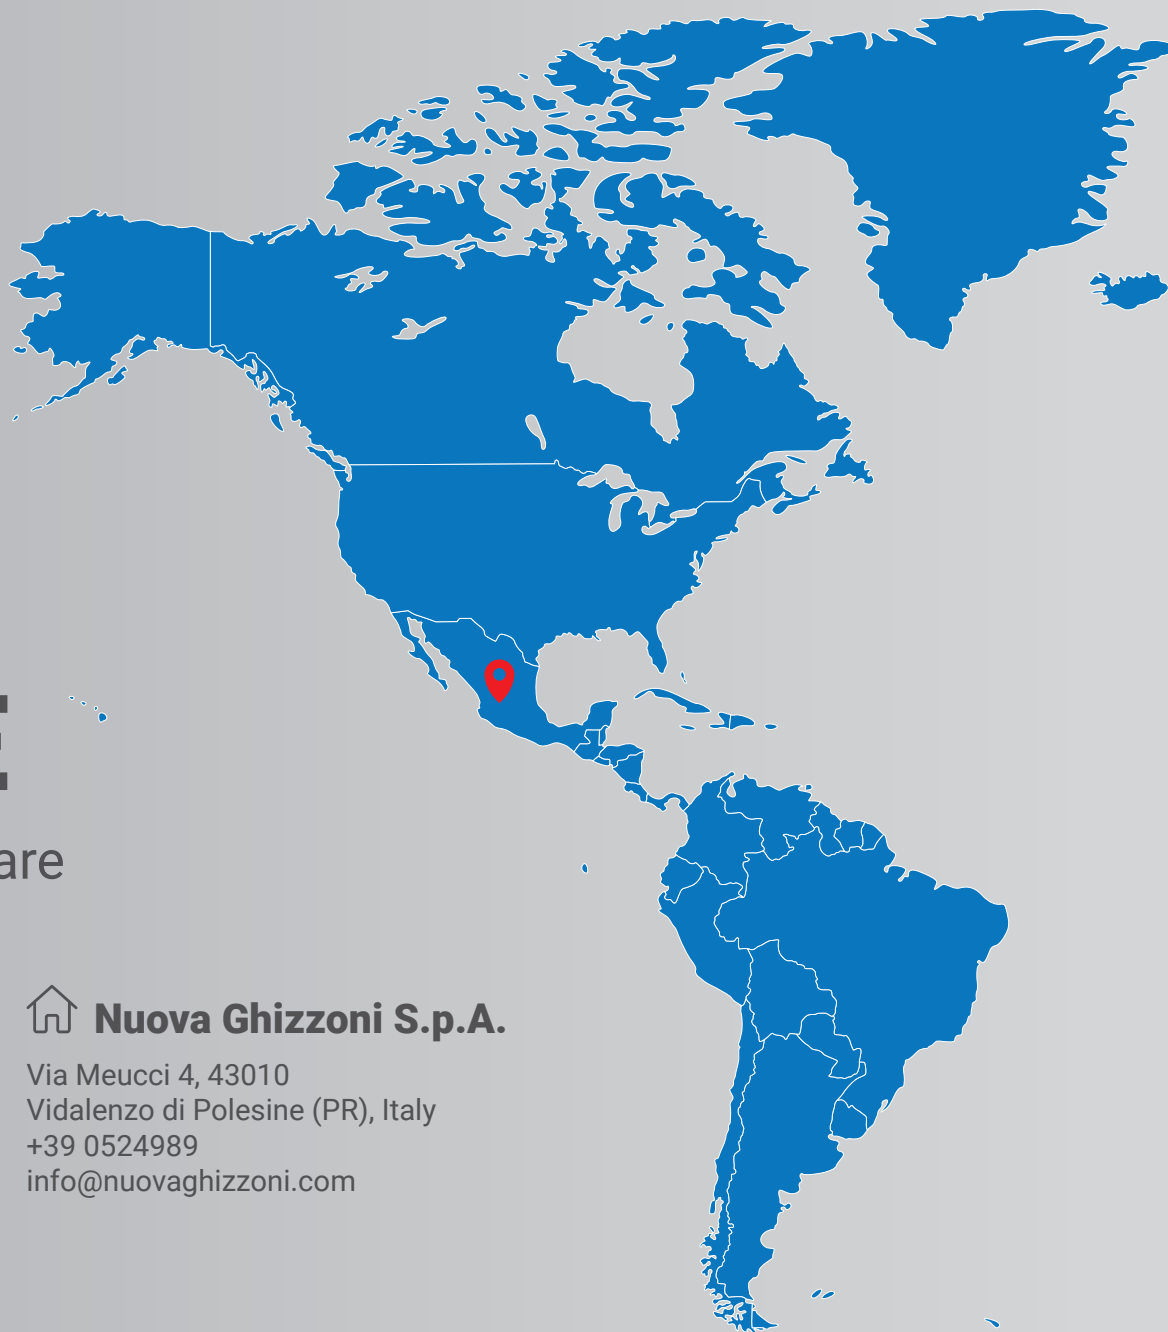 E
are
Nuova Ghizzoni S.p.A.
Via Meucci 4, 43010
Vidalenzo di Polesine (PR), Italy
+39 0524989
info@nuovaghizzoni.com